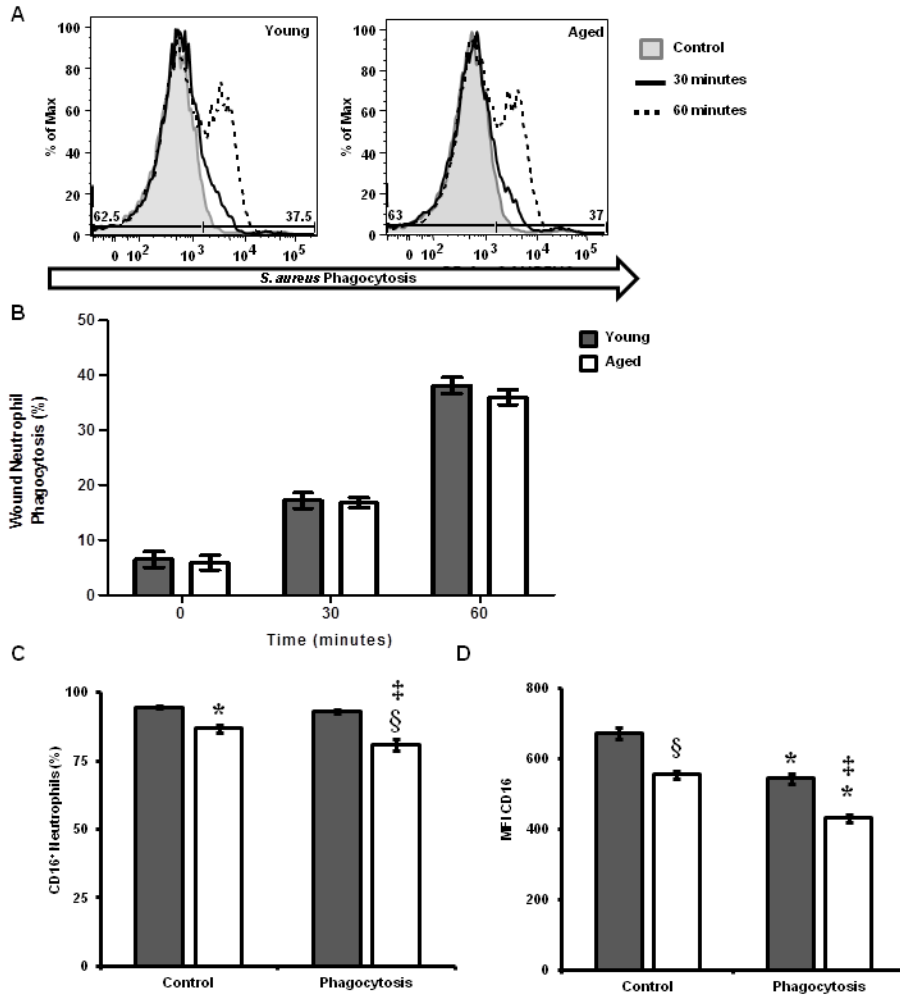 A
Young
Aged
Control
30 minutes
60 minutes
% of Max
100
80
60
40
20
0
62.5
37.5
0 10² 10³ 10⁴ 10⁵
% of Max
100
80
60
40
20
0
63
37
0 10² 10³ 10⁴ 10⁵
S. aureus Phagocytosis
B
Wound Neutrophil
Phagocytosis (%)
50
40
30
20
10
0
0 30 60
Time (minutes)
Young
Aged
C
CD16⁺ Neutrophils (%)
100
75
50
25
0
*
‡
§
Control Phagocytosis
D
MFI CD16
800
600
400
200
0
§
*
‡
*
Control Phagocytosis